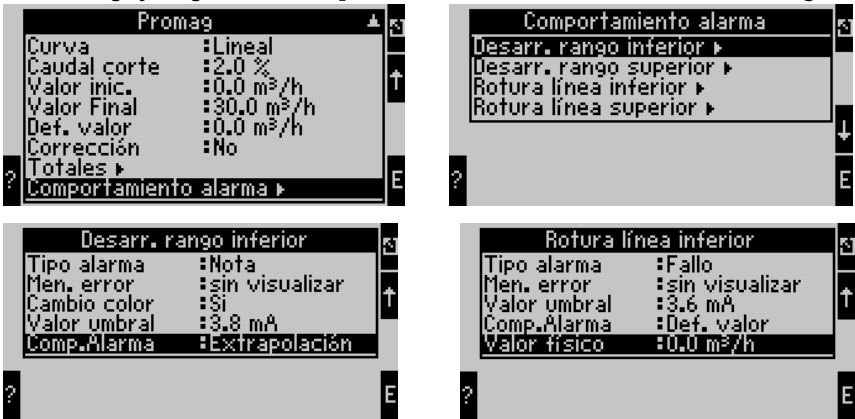 Promag
Curva :Lineal
Caudal corte :2.0 %
Valor inic. :0.0 m³/h
Valor Final :30.0 m³/h
Def. valor :0.0 m³/h
Corrección :No
Totales
Comportamiento alarma
?
E
Comportamiento alarma
Desarr. rango inferior
Desarr. rango superior
Rotura línea inferior
Rotura línea superior
?
E
Desarr. rango inferior
Tipo alarma :Nota
Men. error :sin visualizar
Cambio color :Si
Valor umbral :3.8 mA
Comp.Alarma :Extrapolación
?
E
Rotura línea inferior
Tipo alarma :Fallo
Men. error :sin visualizar
Valor umbral :3.6 mA
Comp.Alarma :Def. valor
Valor físico :0.0 m³/h
?
E